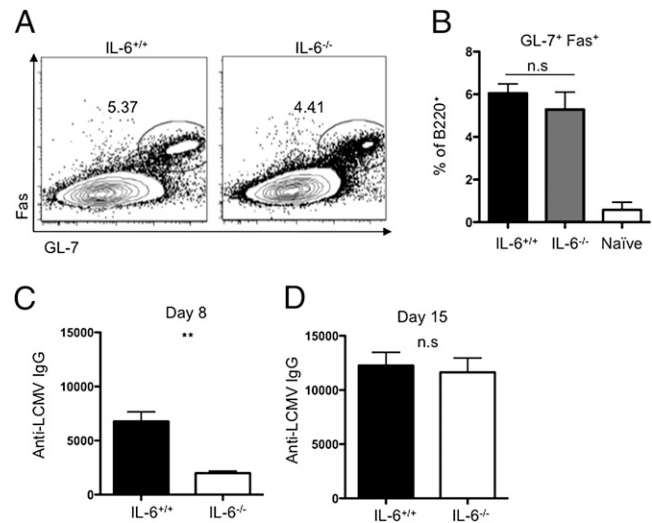 A
IL-6+/+
IL-6-/-
5.37
4.41
Fas
GL-7
B
GL-7+ Fas+
n.s
% of B220+
8
6
4
2
0
IL-6+/+ IL-6-/- Naïve
C
Day 8
**
Anti-LCMV IgG
15000
10000
5000
0
IL-6+/+ IL-6-/-
D
Day 15
n.s
Anti-LCMV IgG
15000
10000
5000
0
IL-6+/+ IL-6-/-